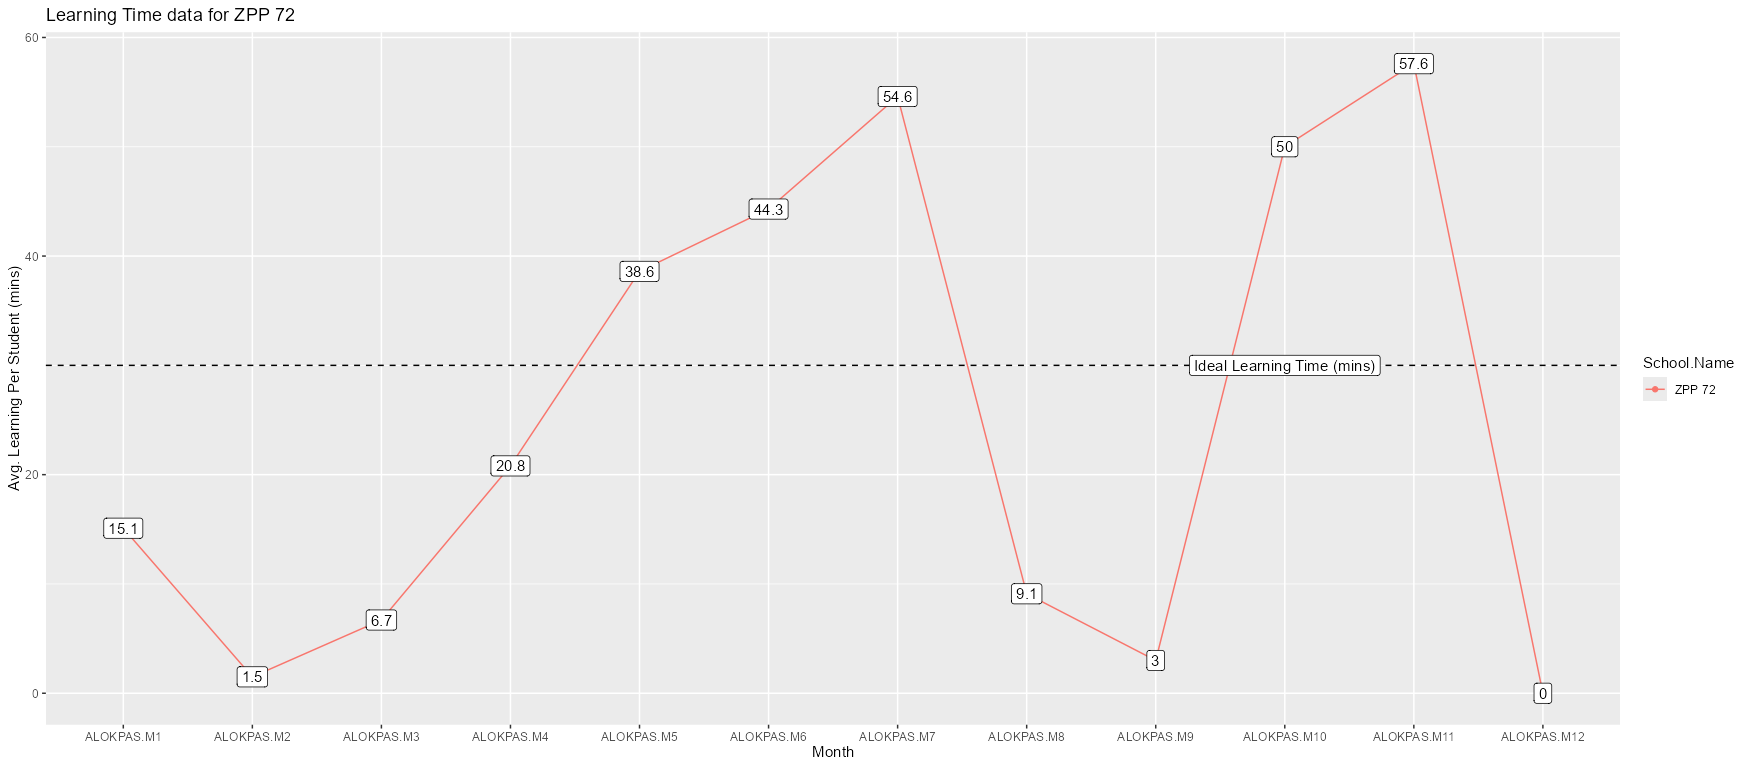 Learning Time data for ZPP 72
60
57.6
54.6
50
44.3
40
38.6
Ideal Learning Time (mins)
20.8
20
15.1
9.1
6.7
3
1.5
0
0
Avg. Learning Per Student (mins)
School.Name
ZPP 72
ALOKPAS.M1 ALOKPAS.M2 ALOKPAS.M3 ALOKPAS.M4 ALOKPAS.M5 ALOKPAS.M6 ALOKPAS.M7 ALOKPAS.M8 ALOKPAS.M9 ALOKPAS.M10 ALOKPAS.M11 ALOKPAS.M12
Month